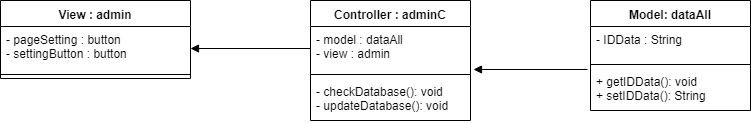 View : admin
- pageSetting : button
- settingButton : button
Controller : adminC
- model : dataAll
- view : admin
- checkDatabase(): void
- updateDatabase(): void
Model: dataAll
- IDData : String
+ getIDData(): void
+ setIDData(): String